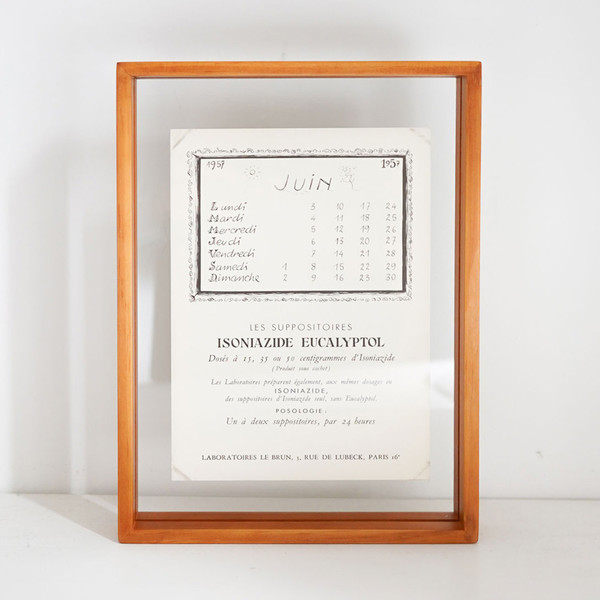 1957 1957
JUIN
Lundi 3 10 17 24
Mardi 4 11 18 25
Mercredi 5 12 19 26
Jeudi 6 13 20 27
Vendredi 7 14 21 28
Samedi 1 8 15 22 29
Dimanche 2 9 16 23 30
LES SUPPOSITOIRES
ISONIAZIDE EUCALYPTOL
Dosés à 15, 35 ou 50 centigrammes d'Isoniazide
(Produit sous cachet)
Les Laboratoires préparent également, aux mêmes dosages en
ISONIAZIDE,
des suppositoires d'Isoniazide seul, sans Eucalyptol.
POSOLOGIE :
Un à deux suppositoires, par 24 heures
LABORATOIRES LE BRUN, 5, RUE DE LUBECK, PARIS 16e